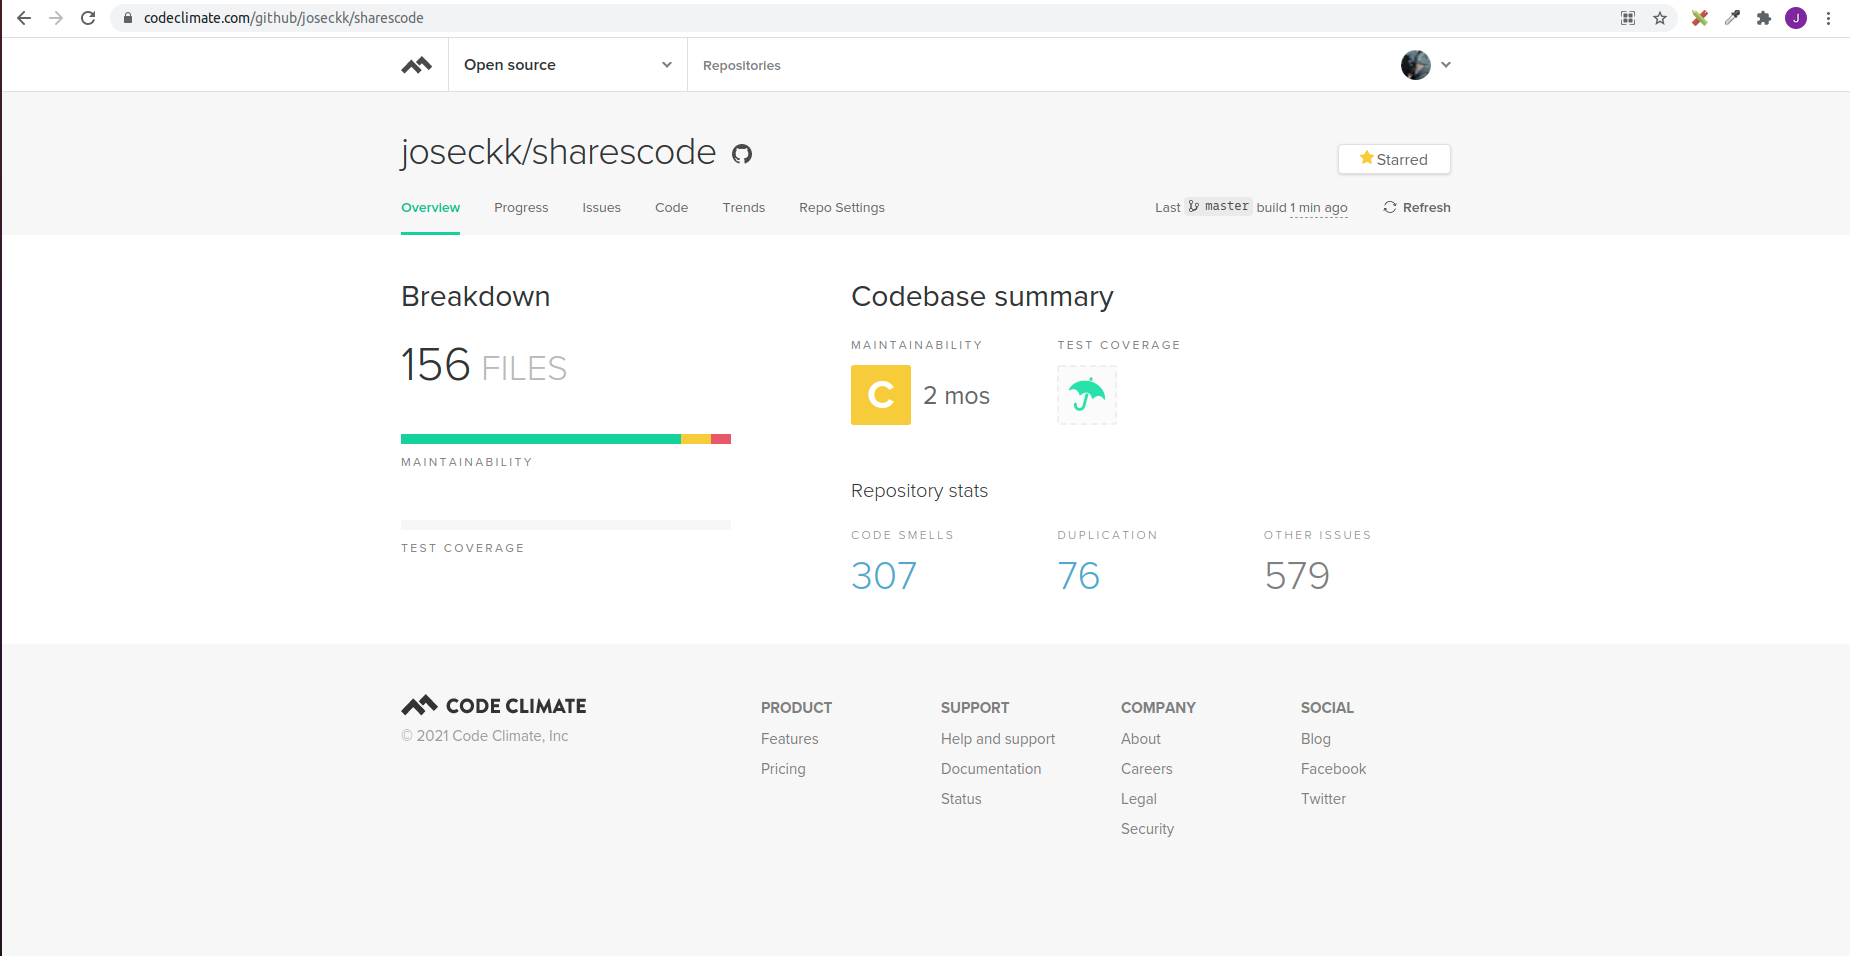 codeclimate.com/github/joseckk/sharescode
J
Open source
Repositories
joseckk/sharescode
Starred
Overview
Progress
Issues
Code
Trends
Repo Settings
Last master build 1 min ago
Refresh
Breakdown
156 FILES
MAINTAINABILITY
TEST COVERAGE
Codebase summary
MAINTAINABILITY
C
2 mos
TEST COVERAGE
Repository stats
CODE SMELLS
307
DUPLICATION
76
OTHER ISSUES
579
CODE CLIMATE
© 2021 Code Climate, Inc
PRODUCT
Features
Pricing
SUPPORT
Help and support
Documentation
Status
COMPANY
About
Careers
Legal
Security
SOCIAL
Blog
Facebook
Twitter